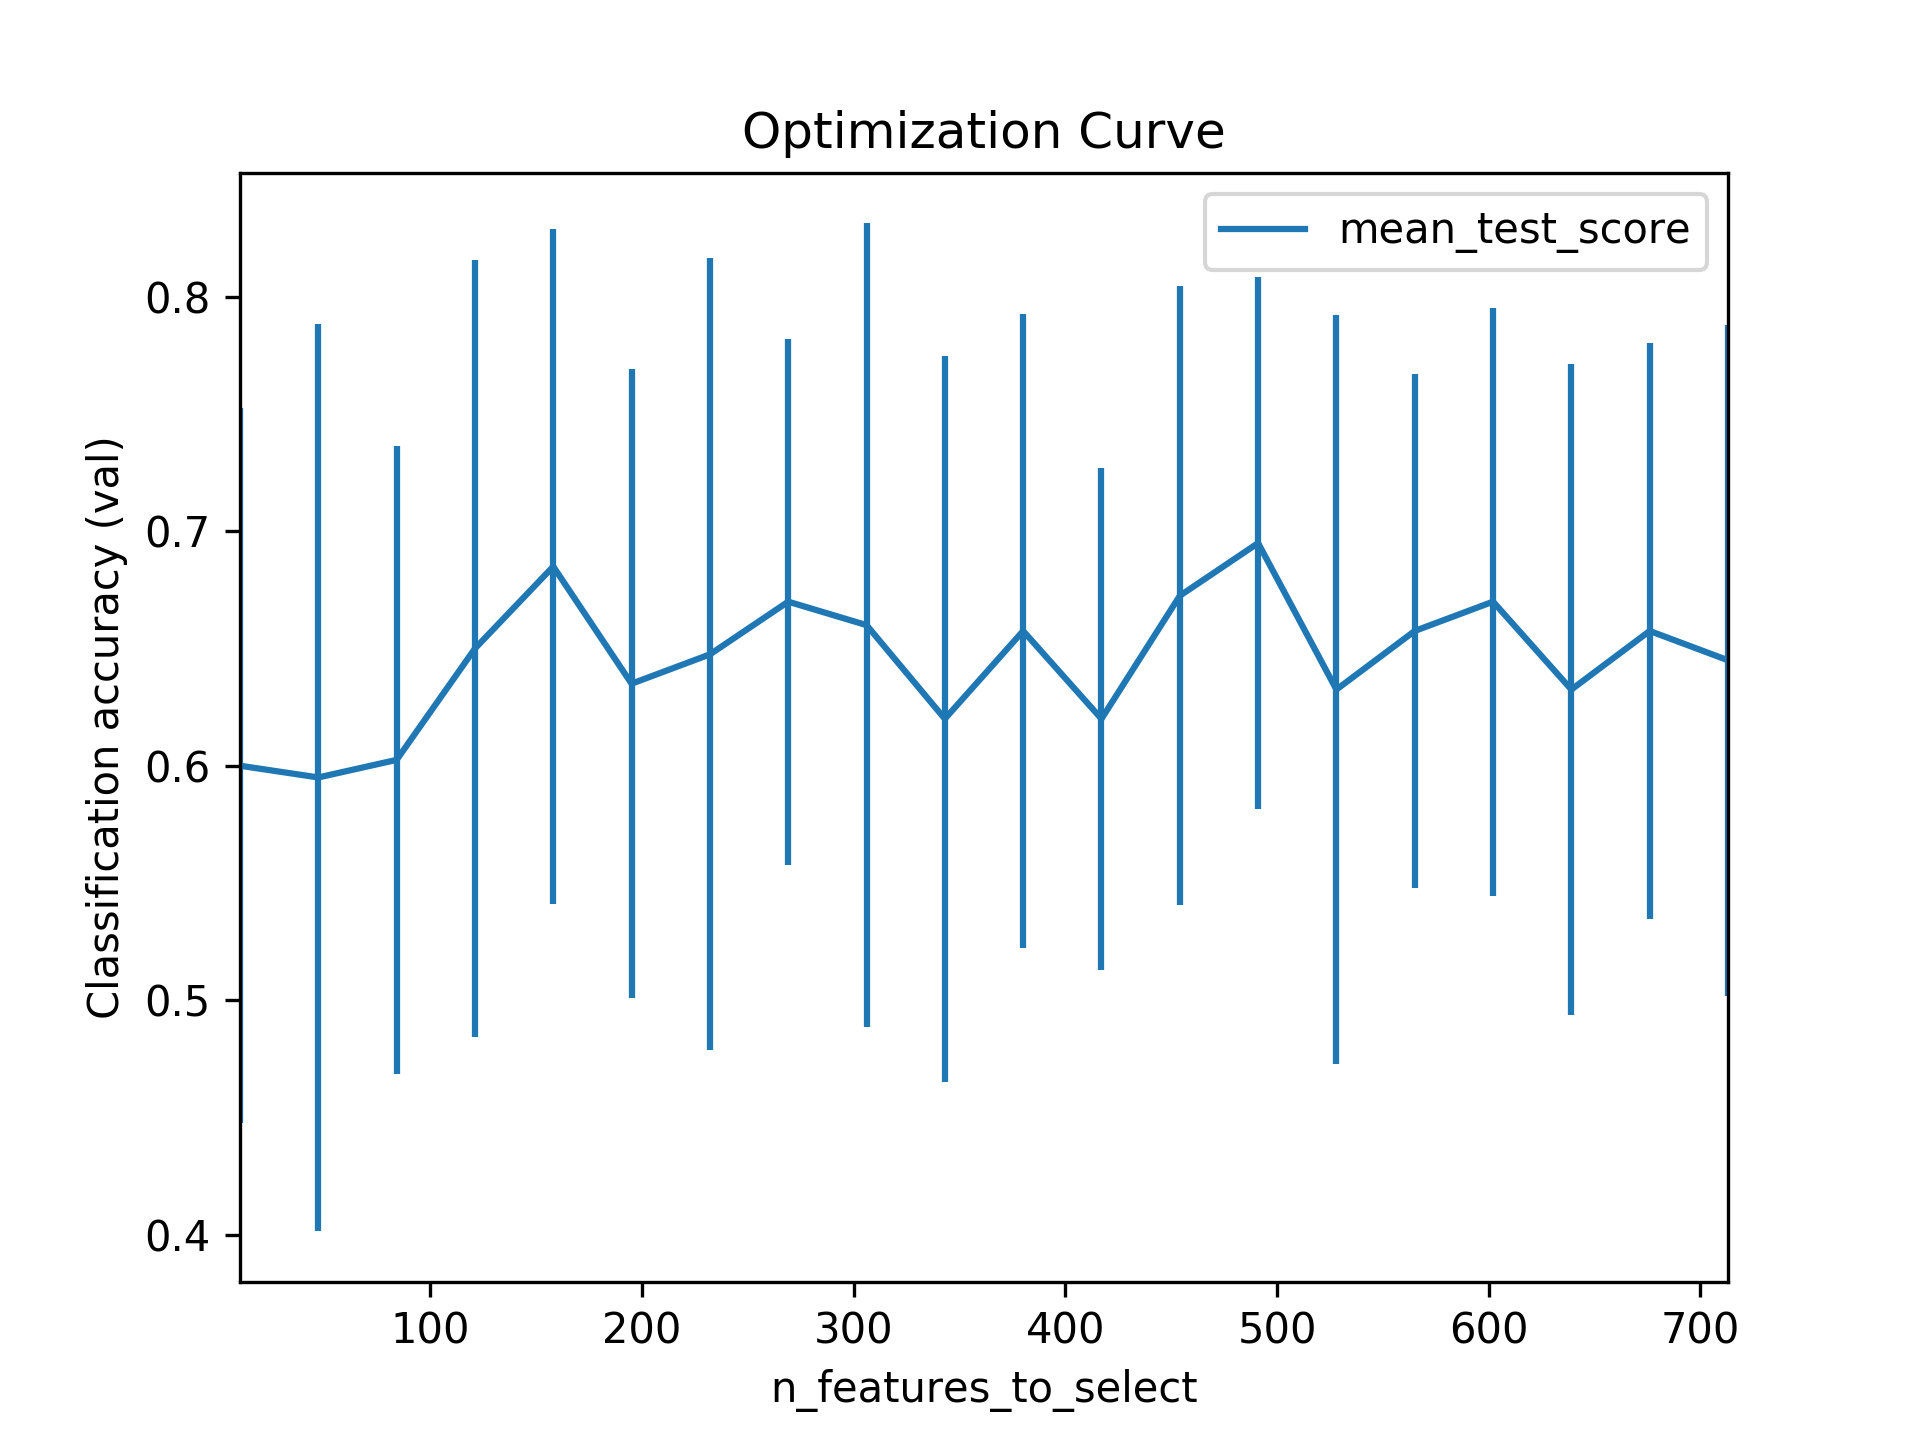 Optimization Curve
mean_test_score
Classification accuracy (val)
0.8
0.7
0.6
0.5
0.4
100 200 300 400 500 600 700
n_features_to_select